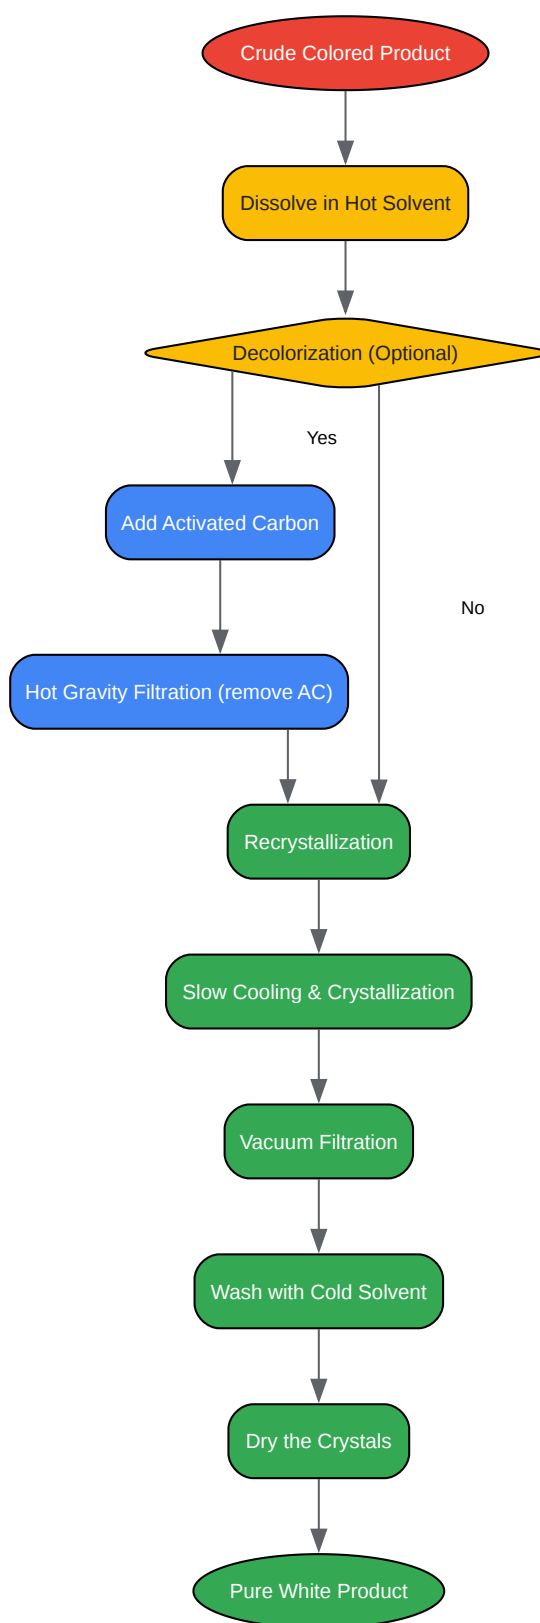 Crude Colored Product
Dissolve in Hot Solvent
Decolorization (Optional)
Yes
Add Activated Carbon
No
Hot Gravity Filtration (remove AC)
Recrystallization
Slow Cooling & Crystallization
Vacuum Filtration
Wash with Cold Solvent
Dry the Crystals
Pure White Product